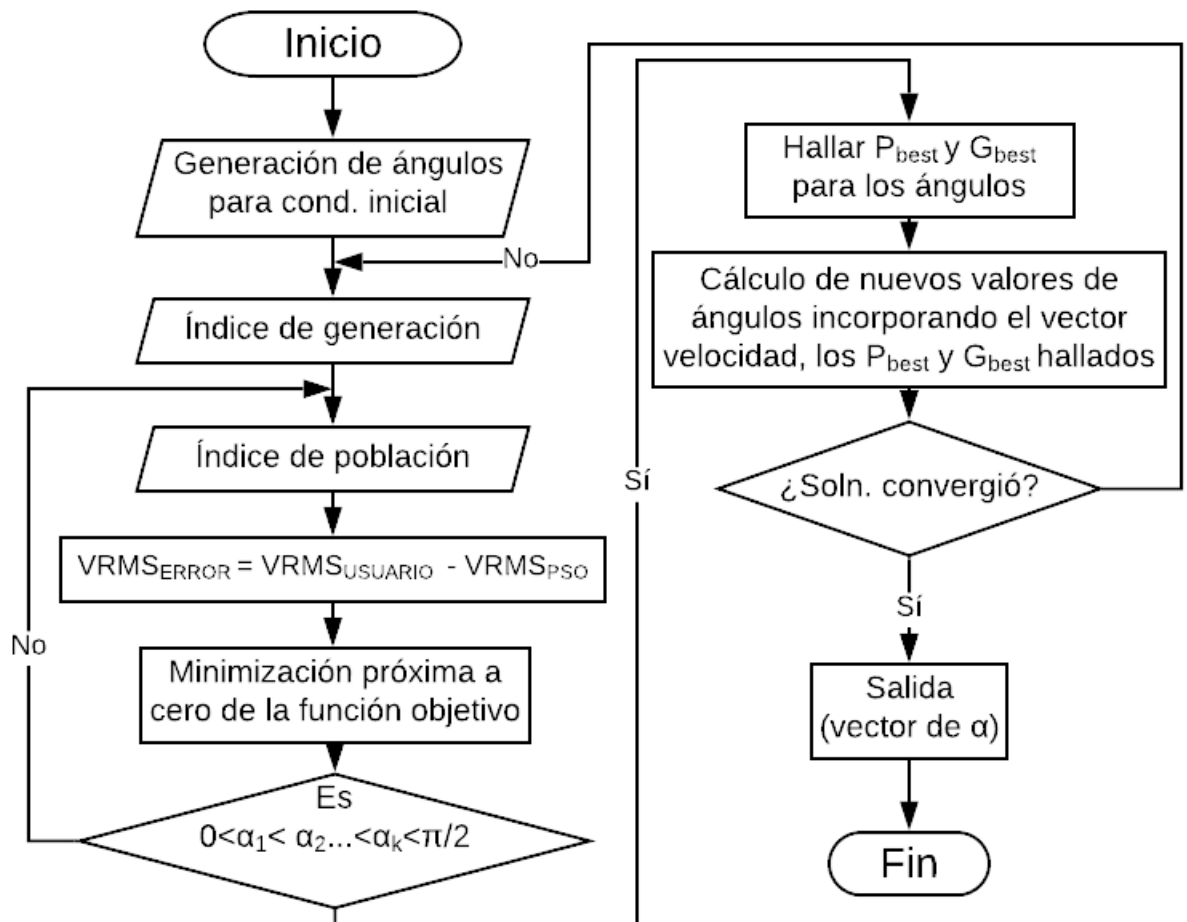 Inicio
Generación de ángulos
para cond. inicial
No
Índice de generación
Índice de población
VRMS_ERROR = VRMS_USUARIO - VRMS_PSO
No
Minimización próxima a
cero de la función objetivo
Es
0<α₁< α₂...<αₖ<π/2
Sí
Hallar P_best y G_best
para los ángulos
Cálculo de nuevos valores de
ángulos incorporando el vector
velocidad, los P_best y G_best hallados
¿Soln. convergió?
Sí
Salida
(vector de α)
Fin